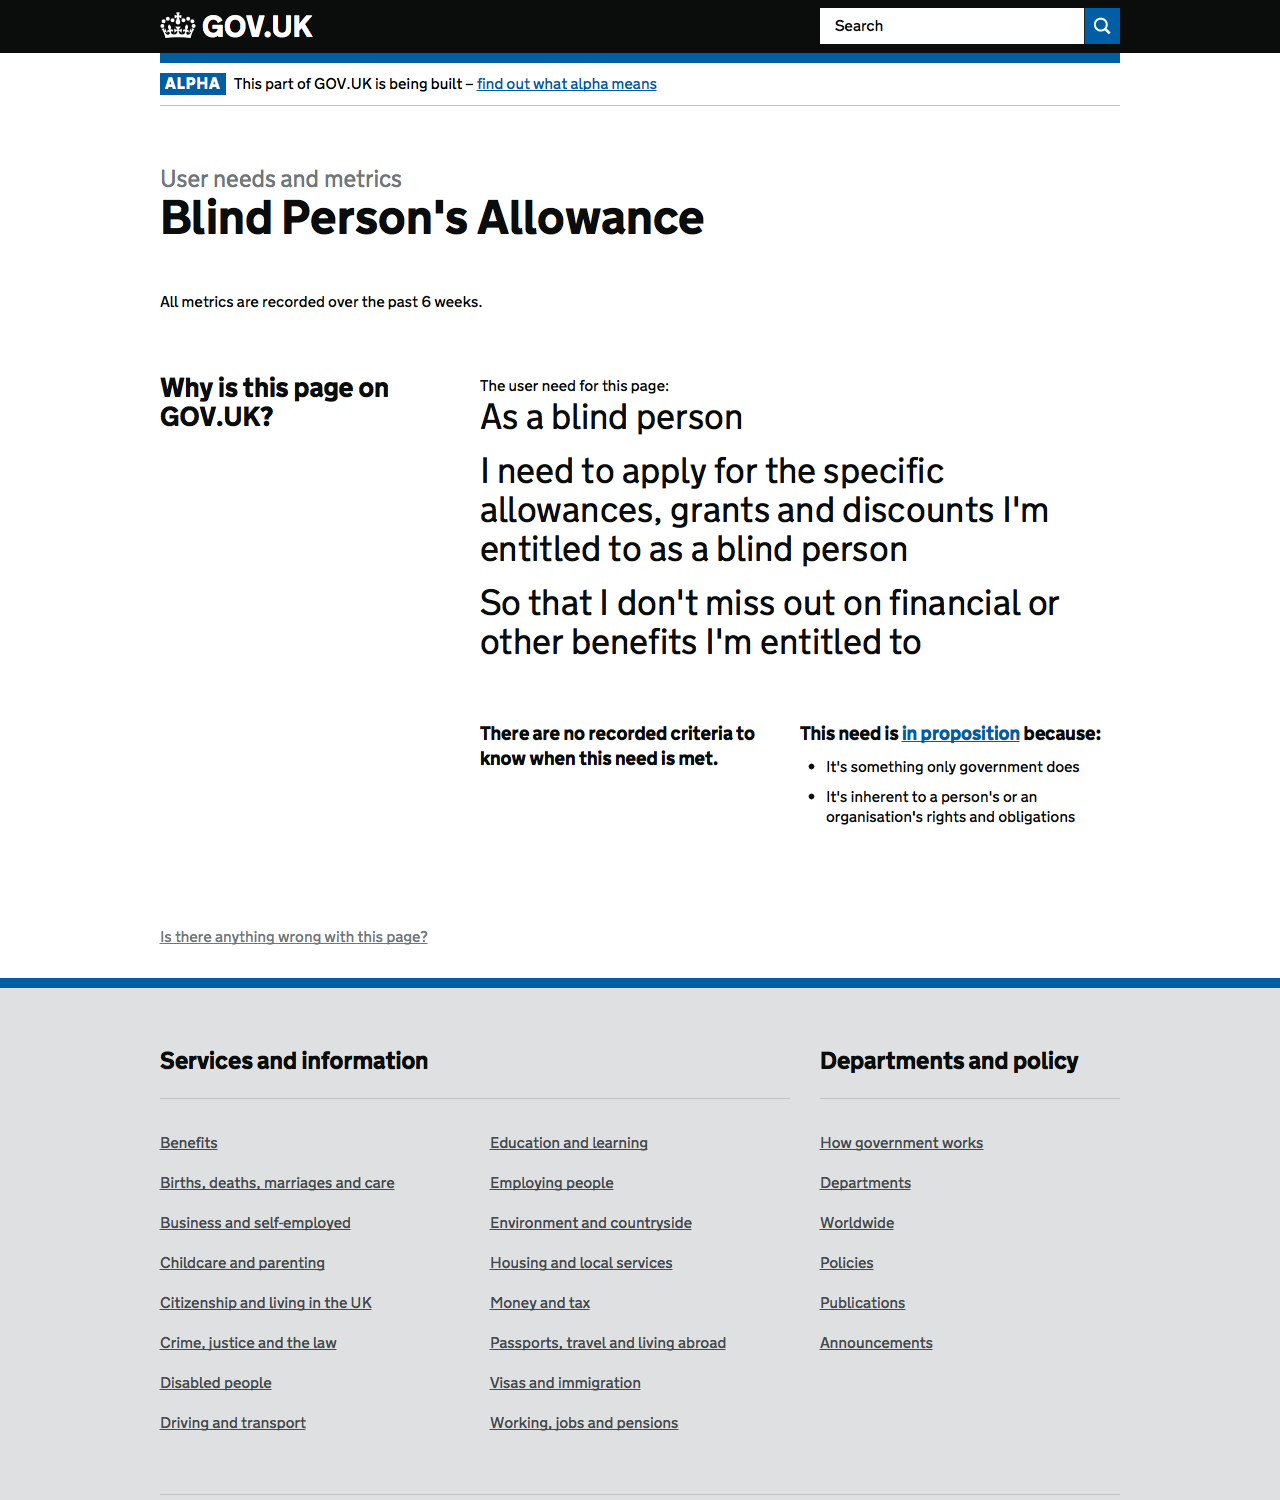 GOV.UK
Search
ALPHA This part of GOV.UK is being built – find out what alpha means
User needs and metrics
Blind Person's Allowance
All metrics are recorded over the past 6 weeks.
Why is this page on
GOV.UK?
The user need for this page:
As a blind person
I need to apply for the specific
allowances, grants and discounts I'm
entitled to as a blind person
So that I don't miss out on financial or
other benefits I'm entitled to
There are no recorded criteria to
know when this need is met.
This need is in proposition because:
• It's something only government does
• It's inherent to a person's or an
organisation's rights and obligations
Is there anything wrong with this page?
Services and information
Benefits
Births, deaths, marriages and care
Business and self-employed
Childcare and parenting
Citizenship and living in the UK
Crime, justice and the law
Disabled people
Driving and transport
Education and learning
Employing people
Environment and countryside
Housing and local services
Money and tax
Passports, travel and living abroad
Visas and immigration
Working, jobs and pensions
Departments and policy
How government works
Departments
Worldwide
Policies
Publications
Announcements